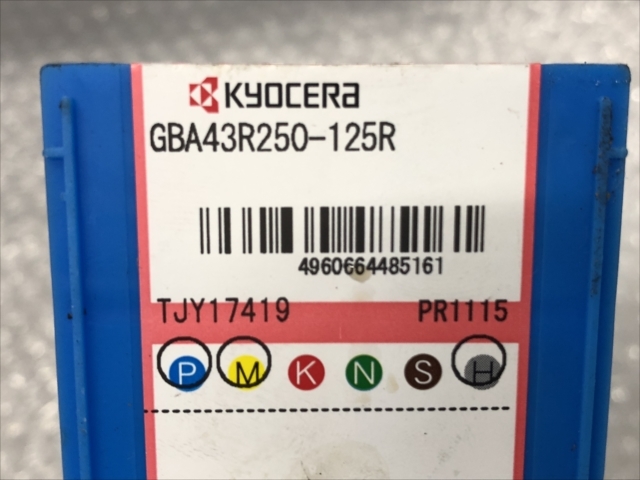 KYOCERA
GBA43R250-125R
4960664485161
TJY17419 PR1115
P M K N S H